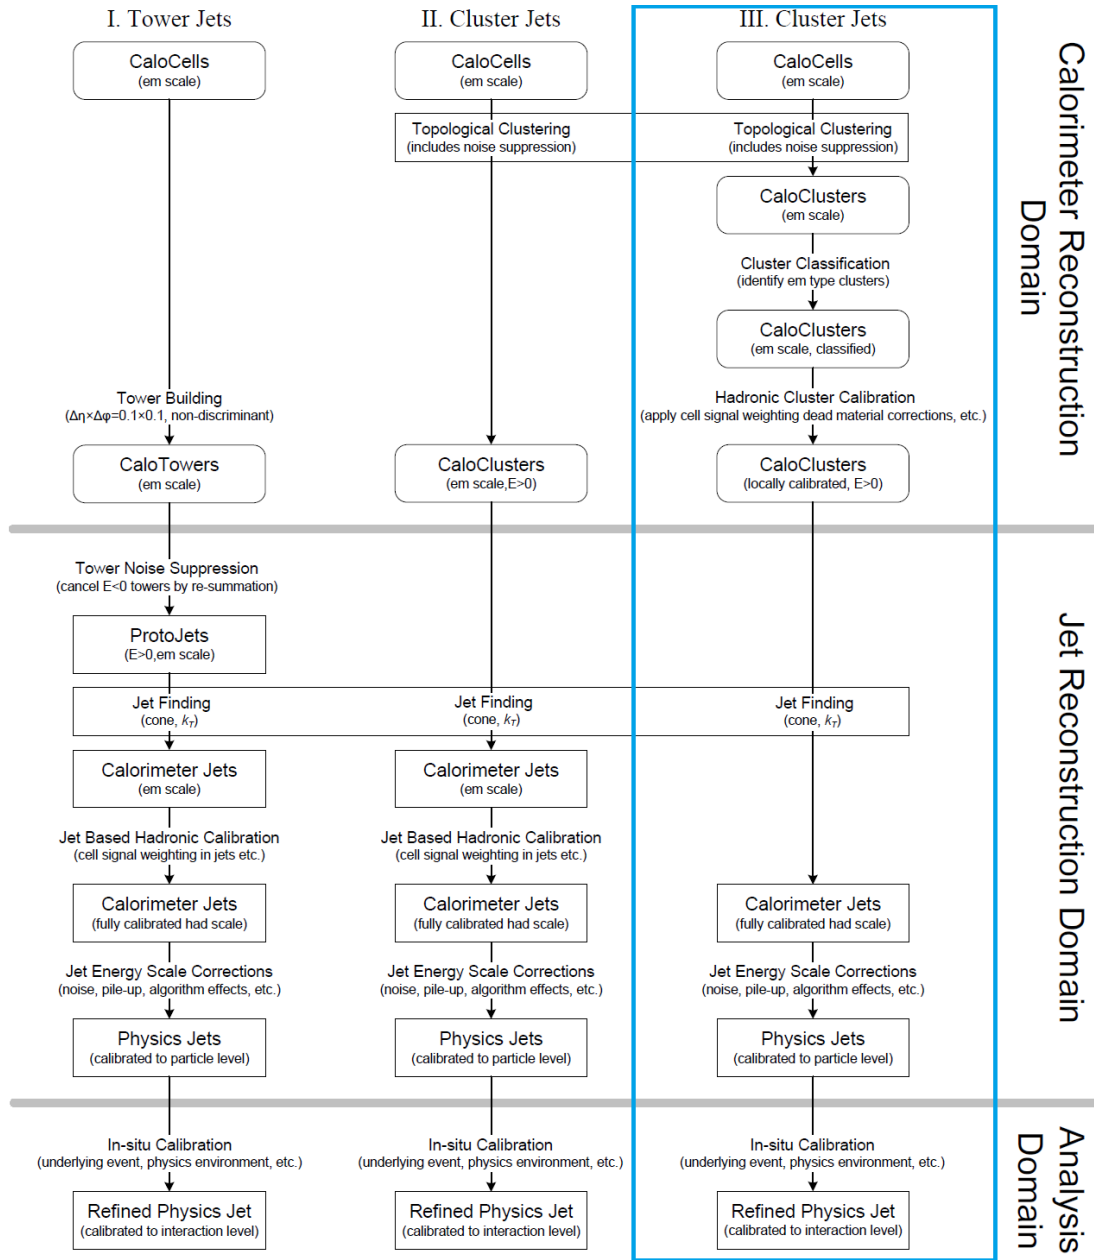 I. Tower Jets
II. Cluster Jets
III. Cluster Jets
CaloCells
(em scale)
CaloCells
(em scale)
CaloCells
(em scale)
Topological Clustering
(includes noise suppression)
Topological Clustering
(includes noise suppression)
CaloClusters
(em scale)
Cluster Classification
(identify em type clusters)
CaloClusters
(em scale, classified)
Tower Building
(Δη×Δφ=0.1×0.1, non-discriminant)
Hadronic Cluster Calibration
(apply cell signal weighting dead material corrections, etc.)
CaloTowers
(em scale)
CaloClusters
(em scale,E>0)
CaloClusters
(locally calibrated, E>0)
Calorimeter Reconstruction
Domain
Tower Noise Suppression
(cancel E<0 towers by re-summation)
ProtoJets
(E>0,em scale)
Jet Finding
(cone, kT)
Jet Finding
(cone, kT)
Jet Finding
(cone, kT)
Calorimeter Jets
(em scale)
Calorimeter Jets
(em scale)
Jet Based Hadronic Calibration
(cell signal weighting in jets etc.)
Jet Based Hadronic Calibration
(cell signal weighting in jets etc.)
Calorimeter Jets
(fully calibrated had scale)
Calorimeter Jets
(fully calibrated had scale)
Calorimeter Jets
(fully calibrated had scale)
Jet Energy Scale Corrections
(noise, pile-up, algorithm effects, etc.)
Jet Energy Scale Corrections
(noise, pile-up, algorithm effects, etc.)
Jet Energy Scale Corrections
(noise, pile-up, algorithm effects, etc.)
Physics Jets
(calibrated to particle level)
Physics Jets
(calibrated to particle level)
Physics Jets
(calibrated to particle level)
Jet Reconstruction Domain
In-situ Calibration
(underlying event, physics environment, etc.)
In-situ Calibration
(underlying event, physics environment, etc.)
In-situ Calibration
(underlying event, physics environment, etc.)
Refined Physics Jet
(calibrated to interaction level)
Refined Physics Jet
(calibrated to interaction level)
Refined Physics Jet
(calibrated to interaction level)
Analysis
Domain